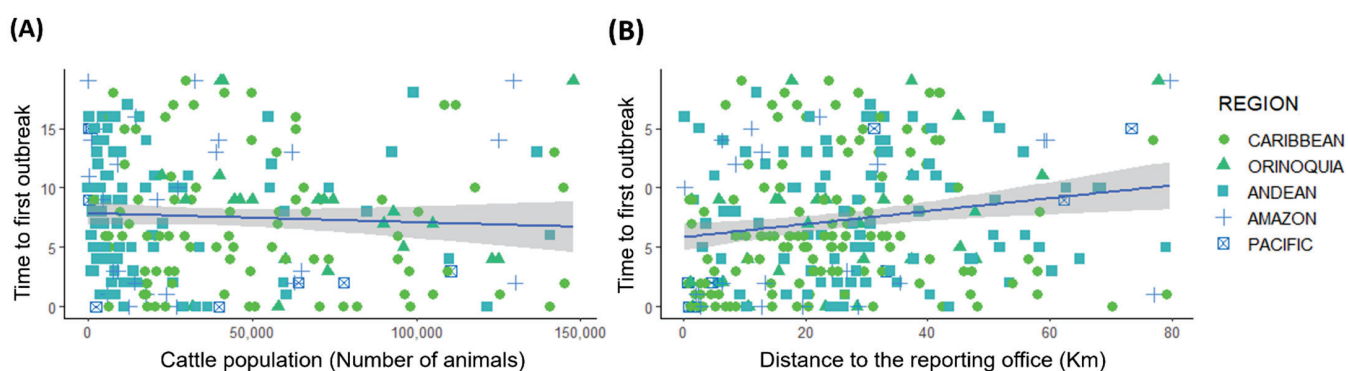 (A)
Time to first outbreak
15
10
5
0
0
50,000
100,000
150,000
Cattle population (Number of animals)
(B)
Time to first outbreak
5
0
5
0
0
20
40
60
80
Distance to the reporting office (Km)
REGION
CARIBBEAN
ORINOQUIA
ANDEAN
AMAZON
PACIFIC